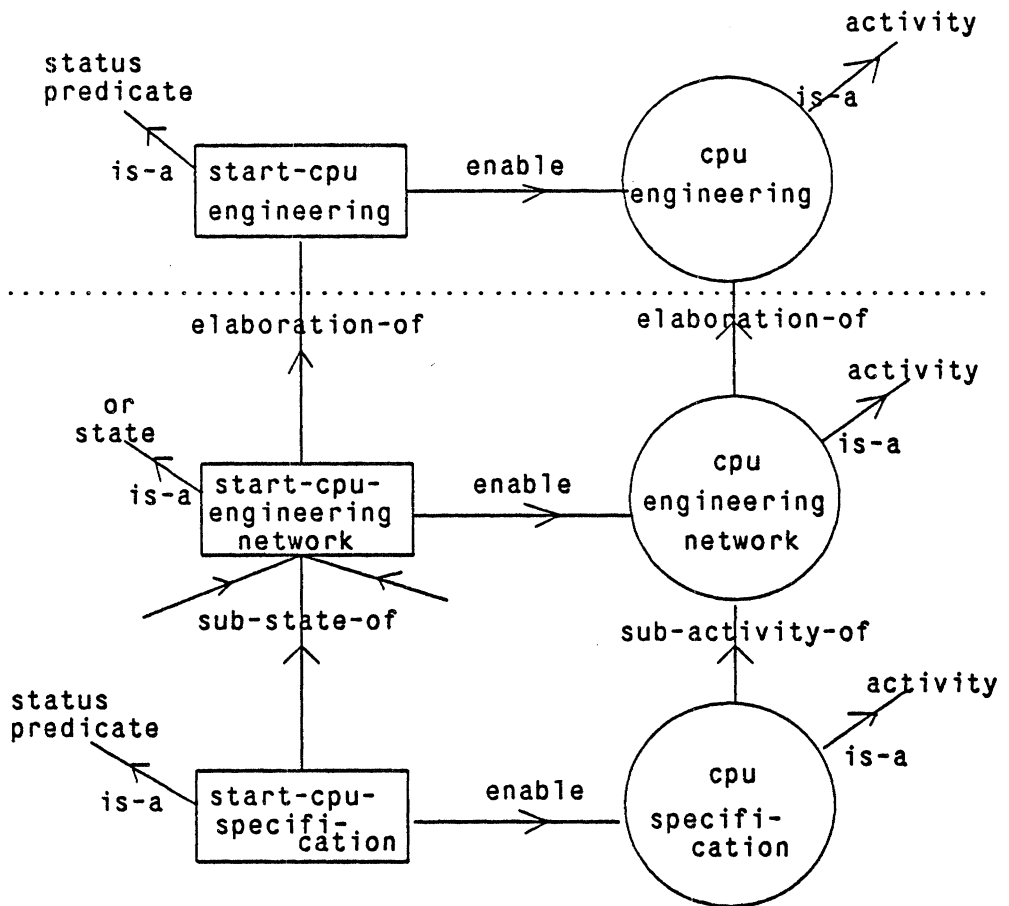 activity
status
predicate
is-a
is-a
start-cpu
engineering
enable
cpu
engineering
elaboration-of
elaboration-of
activity
or
state
is-a
is-a
start-cpu-
engineering
network
enable
cpu
engineering
network
sub-state-of
sub-activity-of
activity
status
predicate
is-a
is-a
start-cpu-
specifi-
cation
enable
cpu
specifi-
cation